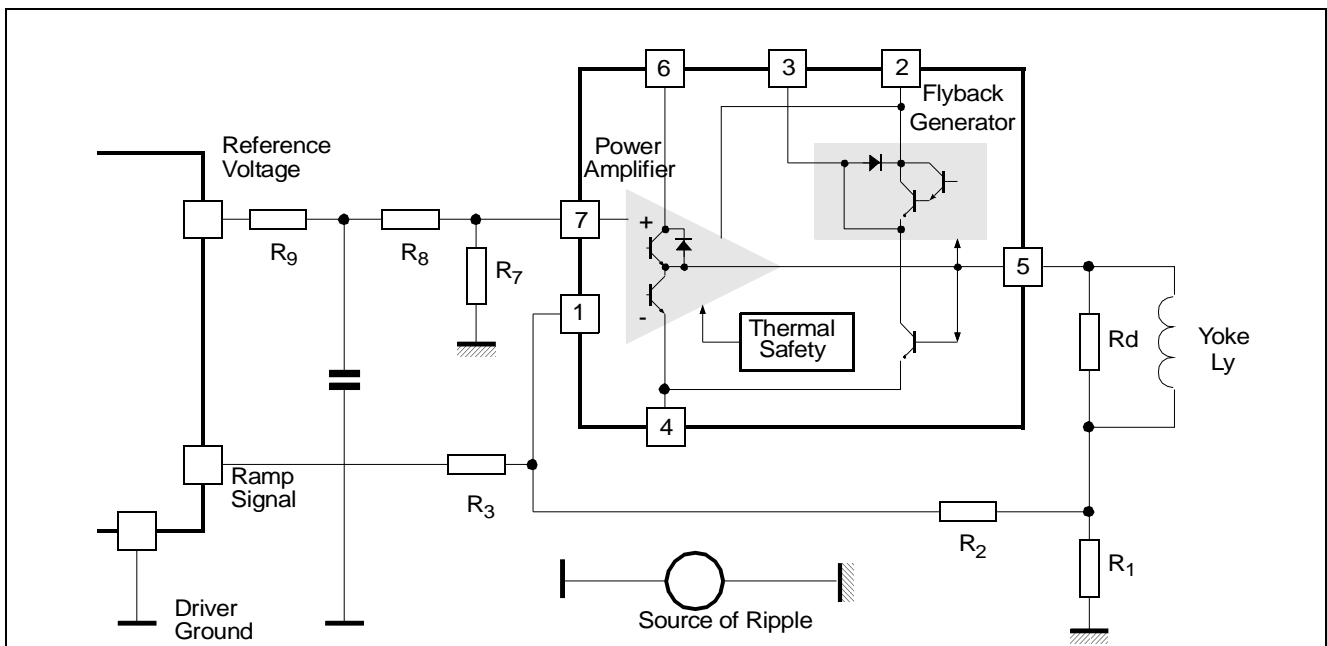 6
3
2
Flyback
Generator
Reference
Voltage
Power
Amplifier
+
7
R9
R8
R7
5
1
-
Thermal
Safety
Rd
Yoke
Ly
4
Ramp
Signal
R3
R2
R1
Driver
Ground
Source of Ripple